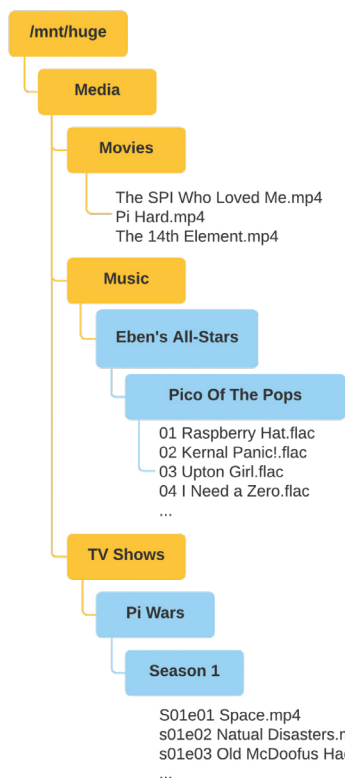 /mnt/huge
Media
Movies
The SPI Who Loved Me.mp4
Pi Hard.mp4
The 14th Element.mp4
Music
Eben's All-Stars
Pico Of The Pops
01 Raspberry Hat.flac
02 Kernal Panic!.flac
03 Upton Girl.flac
04 I Need a Zero.flac
...
TV Shows
Pi Wars
Season 1
S01e01 Space.mp4
s01e02 Natual Disasters.m
s01e03 Old McDoofus Ha
...